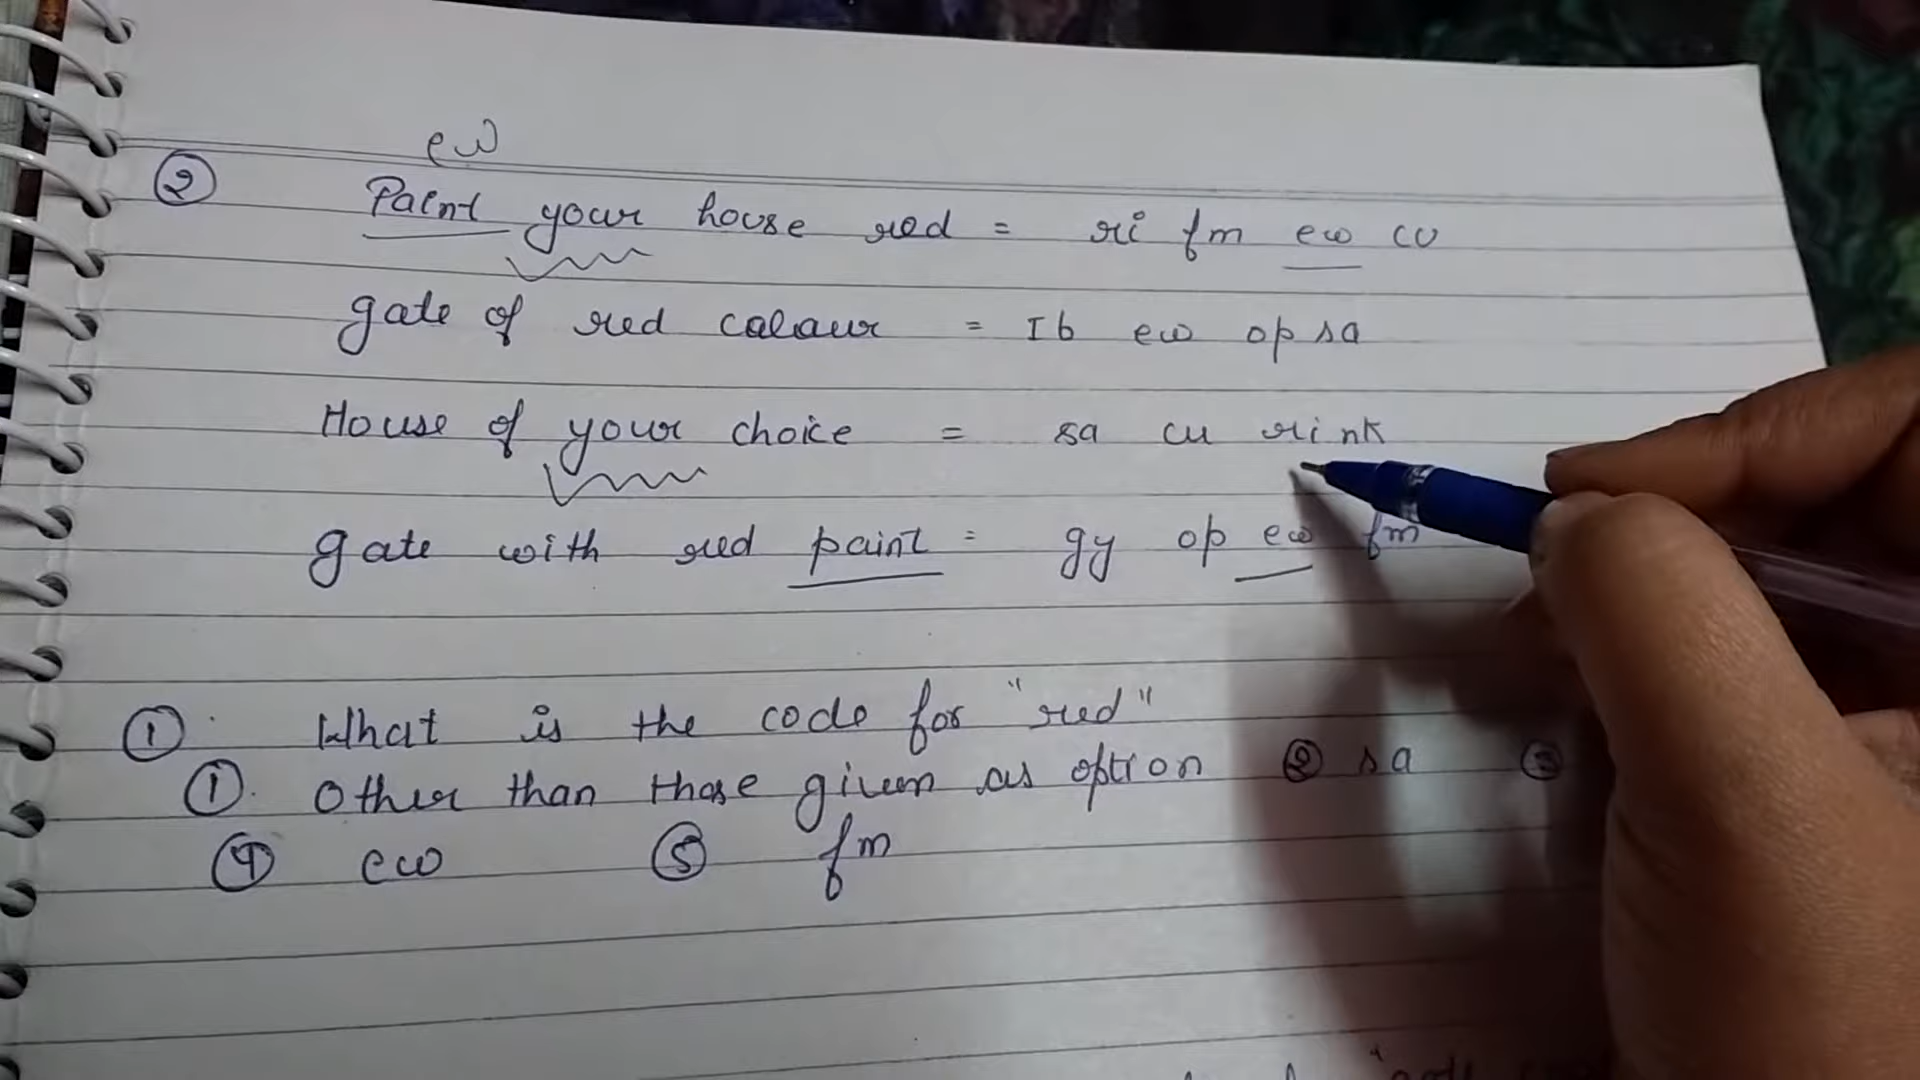 ew
② Paint your house red = ri fm ew cu
gate of red colour = Ib ew op sa
House of your choice = sa cu ri nk
gate with red paint = gy op ew fm
① What is the code for "red"
① Other than those given as option ② sa ③
④ ew ⑤ fm